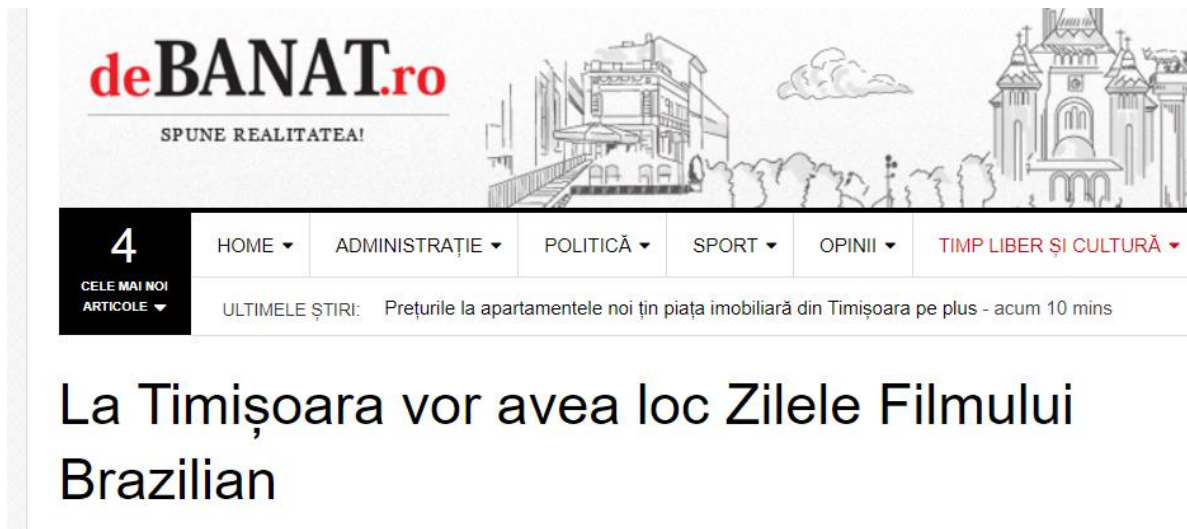 deBANAT.ro
SPUNE REALITATEA!
4
CELE MAI NOI
ARTICOLE
HOME
ADMINISTRAȚIE
POLITICĂ
SPORT
OPINII
TIMP LIBER ȘI CULTURĂ
ULTIMELE ȘTIRI: Prețurile la apartamentele noi țin piața imobiliară din Timișoara pe plus - acum 10 mins
La Timișoara vor avea loc Zilele Filmului
Brazilian